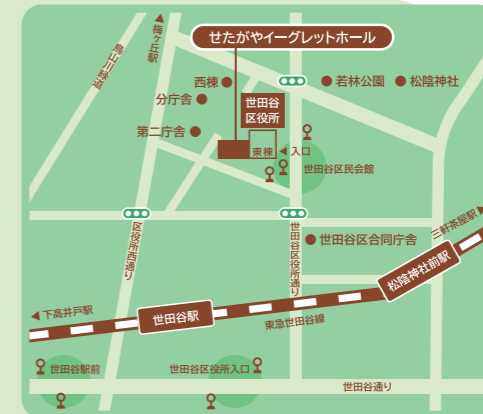 せたがやイーグレットホール
梅ヶ丘駅
烏山川緑道
西棟
若林公園
松陰神社
分庁舎
世田谷
区役所
第二庁舎
東棟
入口
世田谷区民会館
区役所西通り
世田谷区役所通り
世田谷区合同庁舎
三軒茶屋駅
松陰神社前駅
下高井戸駅
世田谷駅
東急世田谷線
世田谷駅前
世田谷区役所入口
世田谷通り